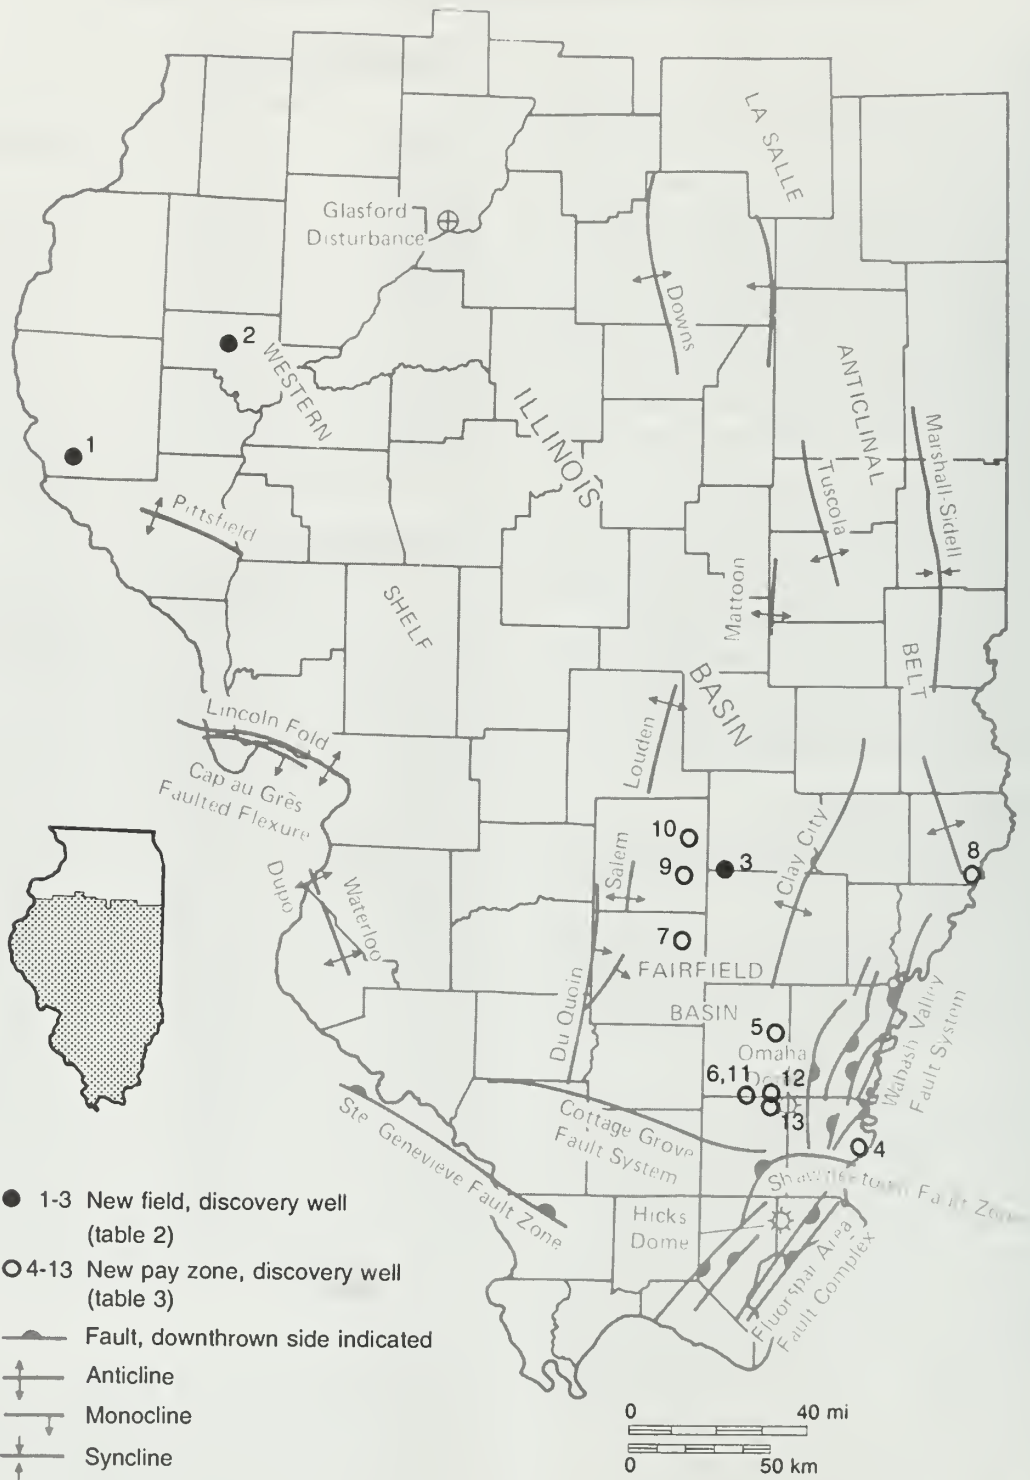 LA SALLE
Glasford
Disturbance
Downs
2
WESTERN
ILLINOIS
ANTICLINAL
1
Marshall-Sidell
Tuscola
Pittsfield
Mattoon
SHELF
BELT
BASIN
Lincoln Fold
Louden
Cap au Grès
Faulted Flexure
10
Clay City
3
8
9
Salem
Dupo
Waterloo
7
FAIRFIELD
BASIN
Du Quoin
Wabash Valley
Fault System
5
Omaha
6,11
12
13
Cottage Grove
Fault System
4
Ste Genevieve Fault Zone
Fault Zone
Hicks
Dome
Fluorspar Area
Fault Complex
1-3 New field, discovery well
(table 2)
4-13 New pay zone, discovery well
(table 3)
Fault, downthrown side indicated
Anticline
Monocline
Syncline
0 40 mi
0 50 km